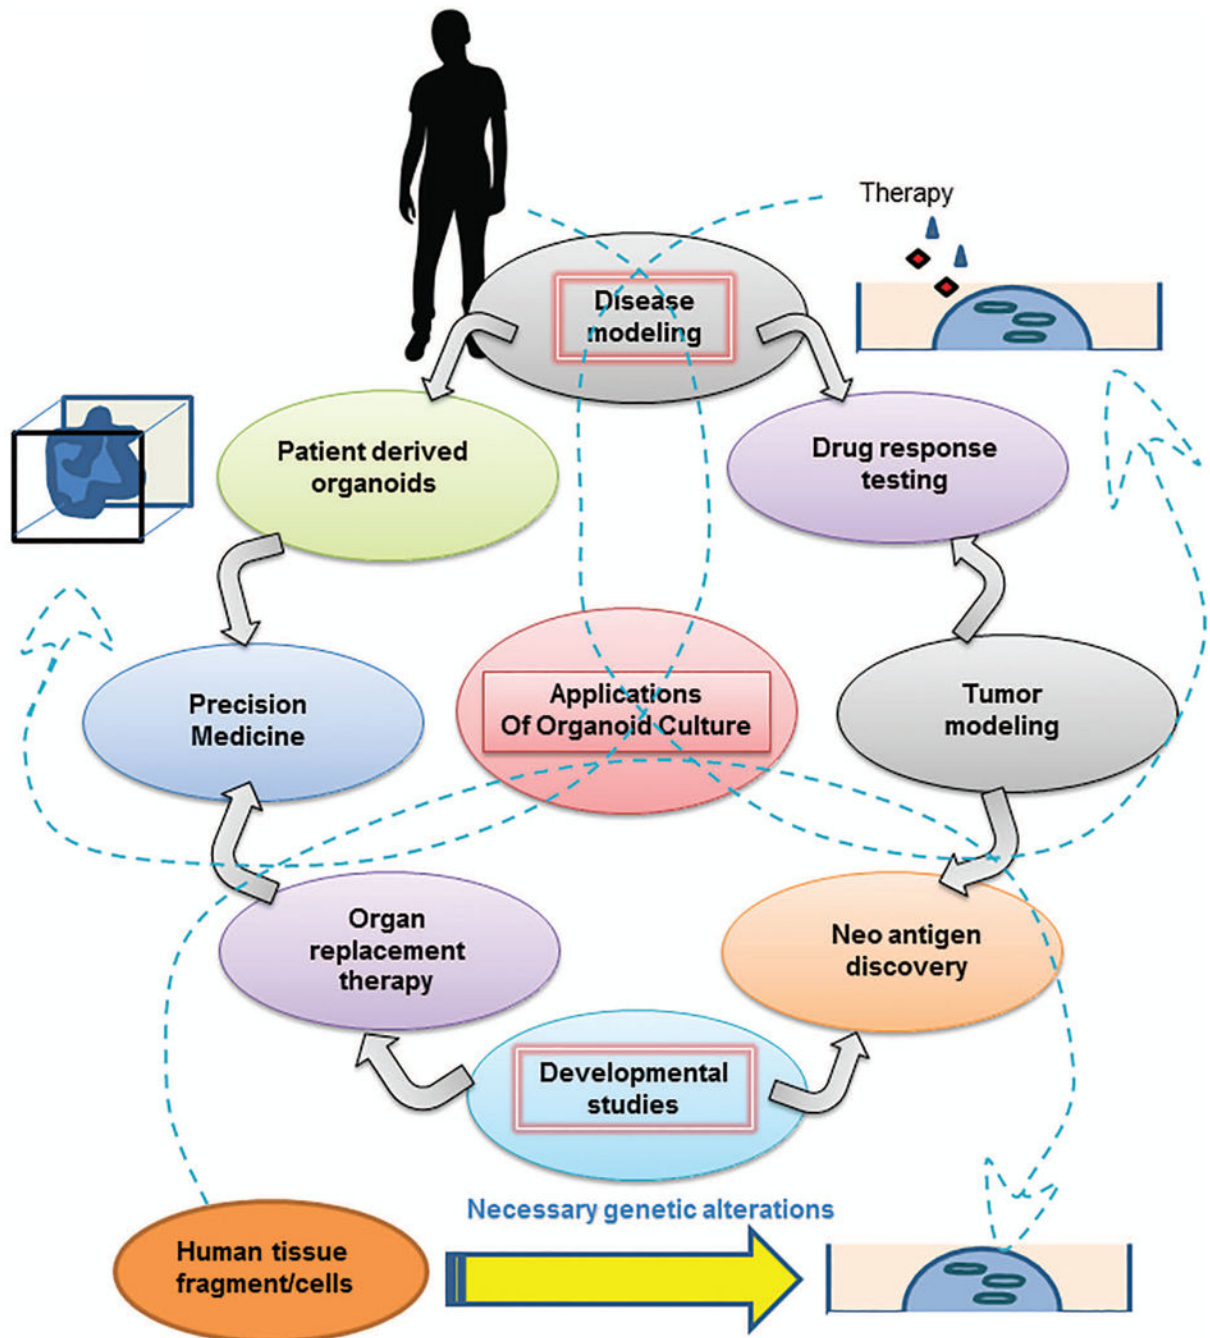 Therapy
Disease
modeling
Patient derived
organoids
Drug response
testing
Applications
Of Organoid Culture
Precision
Medicine
Tumor
modeling
Organ
replacement
therapy
Neo antigen
discovery
Developmental
studies
Necessary genetic alterations
Human tissue
fragment/cells